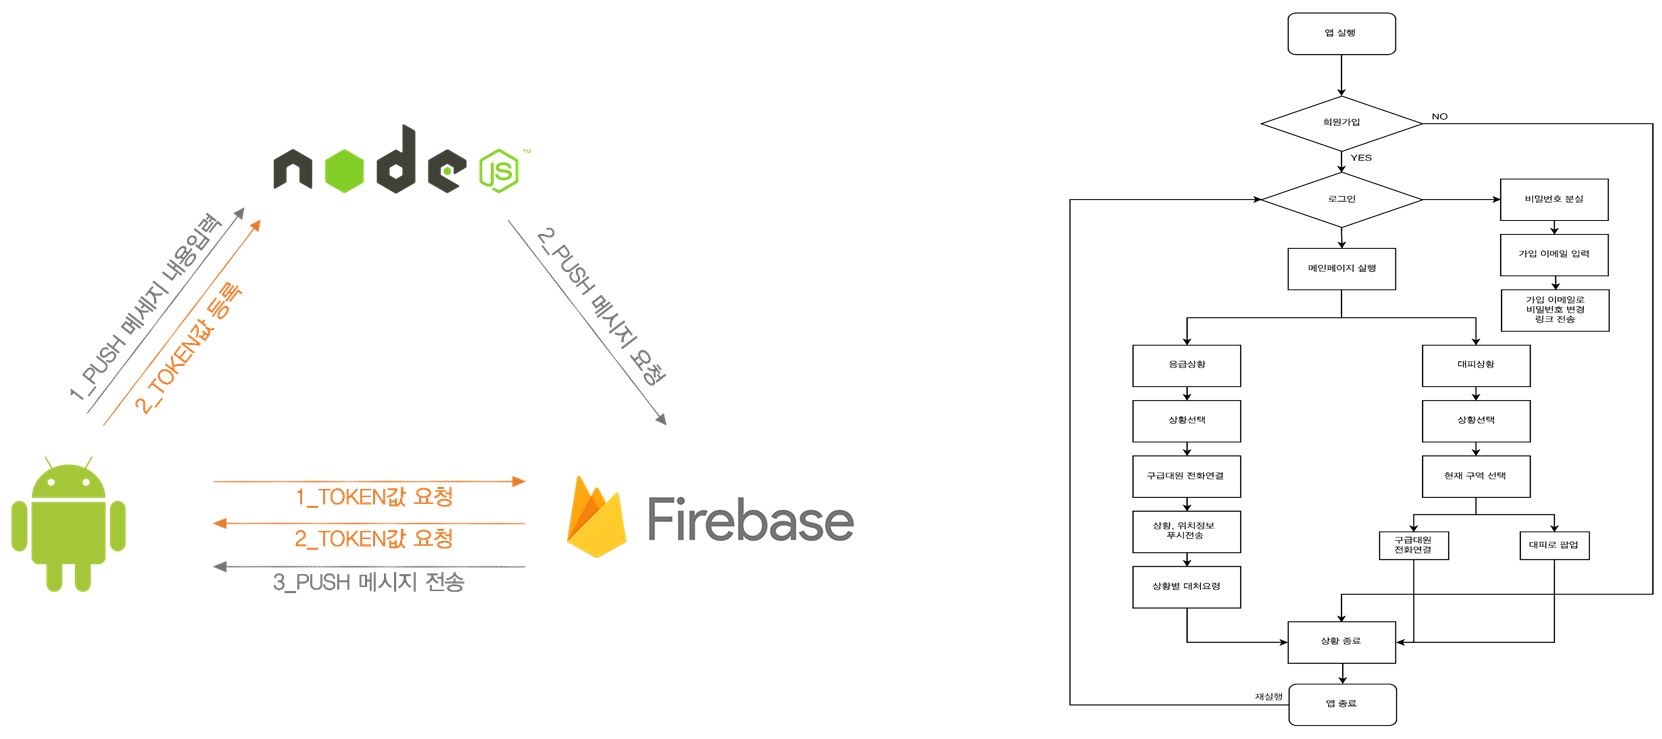 node JS ™
1_PUSH 메세지 내용입력
2_TOKEN값 등록
2_PUSH 메시지 요청
1_TOKEN값 요청
2_TOKEN값 요청
3_PUSH 메시지 전송
Firebase
앱 실행
회원가입
NO
YES
로그인
비밀번호 분실
가입 이메일 입력
가입 이메일로
비밀번호 변경
링크 전송
메인페이지 실행
응급상황
상황선택
구급대원 전화연결
상황, 위치정보
푸시전송
상황별 대처요령
대피상황
상황선택
현재 구역 선택
구급대원
전화연결
대피로 팝업
상황 종료
재실행
앱 종료